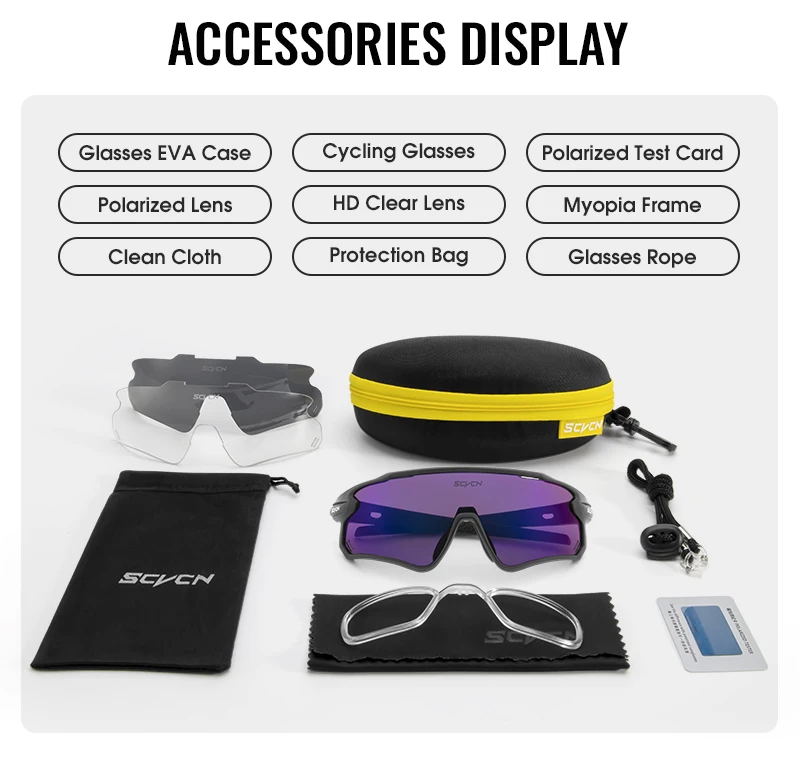 ACCESSORIES DISPLAY
Glasses EVA Case
Cycling Glasses
Polarized Test Card
Polarized Lens
HD Clear Lens
Myopia Frame
Clean Cloth
Protection Bag
Glasses Rope
SCVCN
SCVCN
SCVCN
SCVCN
SCVCN
SCVCN